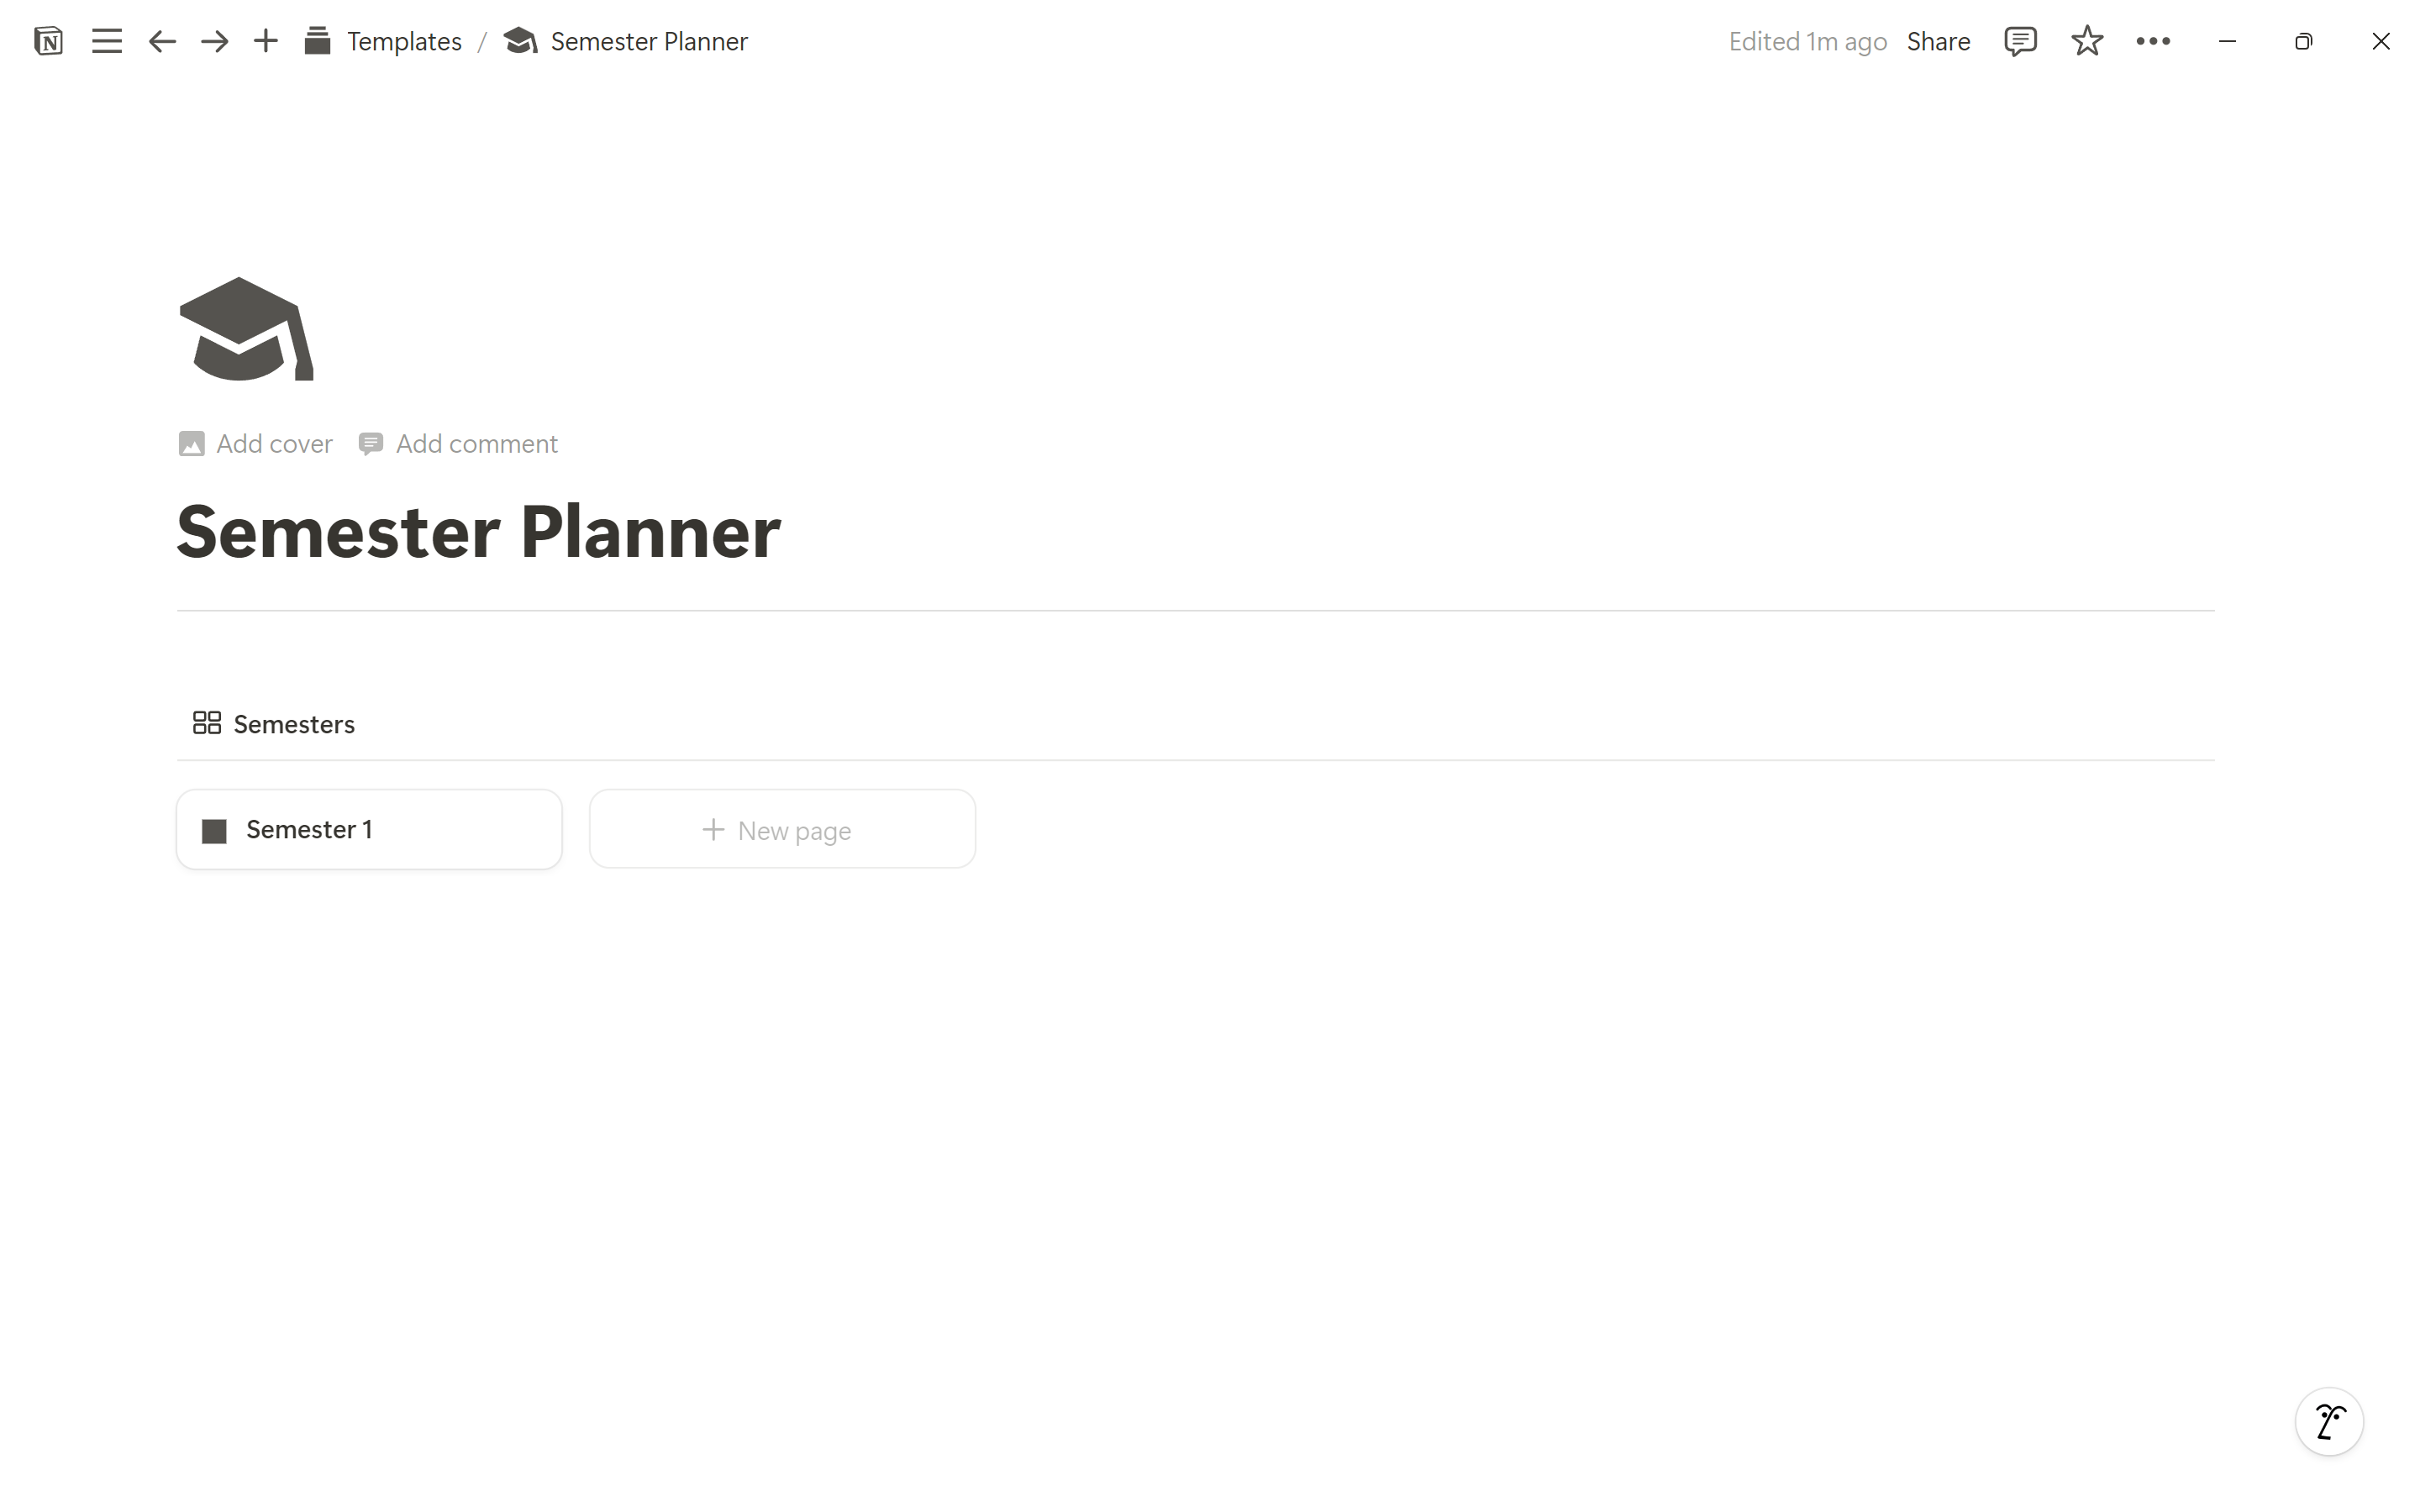 Templates / Semester Planner
Edited 1m ago Share
Add cover Add comment
Semester Planner
Semesters
Semester 1
New page